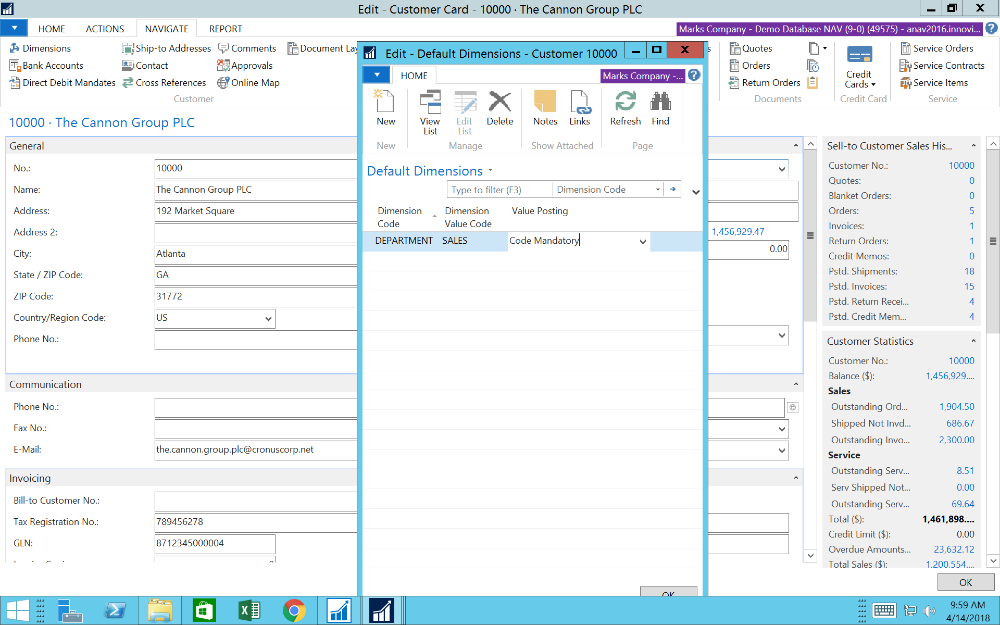 Edit - Customer Card - 10000 · The Cannon Group PLC
HOME
ACTIONS
NAVIGATE
REPORT
Marks Company - Demo Database NAV (9-0) (49575) - anav2016.innovi...
Dimensions
Bank Accounts
Direct Debit Mandates
Ship-to Addresses
Contact
Cross References
Comments
Approvals
Online Map
Document Lay
Customer
Quotes
Orders
Return Orders
Documents
Credit
Cards
Credit Card
Service Orders
Service Contracts
Service Items
Service
10000 · The Cannon Group PLC
General
No.: 10000
Name: The Cannon Group PLC
Address: 192 Market Square
Address 2:
City: Atlanta
State / ZIP Code: GA
ZIP Code: 31772
Country/Region Code: US
Phone No.:
1,456,929.47
0.00
Communication
Phone No.:
Fax No.:
E-Mail: the.cannon.group.plc@cronuscorp.net
Invoicing
Bill-to Customer No.:
Tax Registration No.: 789456278
GLN: 8712345000004
Edit - Default Dimensions - Customer 10000
HOME
Marks Company -...
New
View
List
Edit
List
Delete
Notes
Links
Refresh
Find
New
Manage
Show Attached
Page
Default Dimensions
Type to filter (F3)
Dimension Code
Dimension
Code
Dimension
Value Code
Value Posting
DEPARTMENT SALES Code Mandatory
OK
Sell-to Customer Sales His...
Customer No.: 10000
Quotes: 0
Blanket Orders: 0
Orders: 5
Invoices: 1
Return Orders: 1
Credit Memos: 0
Pstd. Shipments: 18
Pstd. Invoices: 15
Pstd. Return Recei... 4
Pstd. Credit Mem... 4
Customer Statistics
Customer No.: 10000
Balance ($): 1,456,929....
Sales
Outstanding Ord... 1,904.50
Shipped Not Invd... 686.67
Outstanding Invo... 2,300.00
Service
Outstanding Serv... 8.51
Serv Shipped Not... 0.00
Outstanding Serv... 69.64
Total ($): 1,461,898....
Credit Limit ($): 0.00
Overdue Amounts... 23,632.12
Total Sales ($): 1,200,554....
OK
9:59 AM
4/14/2018